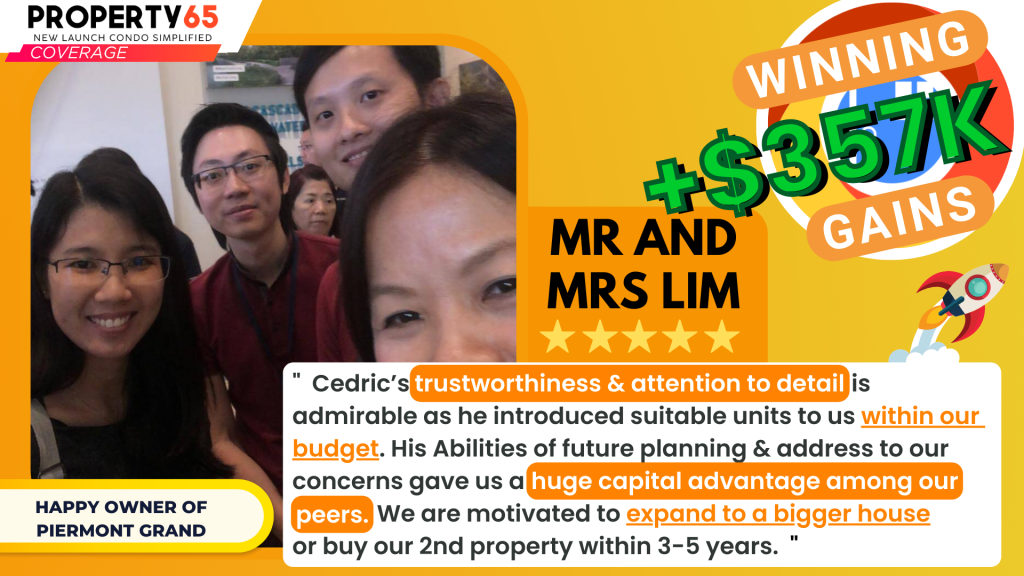 PROPERTY65
NEW LAUNCH CONDO SIMPLIFIED
COVERAGE
WINNING
+$357K
GAINS
MR AND
MRS LIM
" Cedric's trustworthiness & attention to detail is
admirable as he introduced suitable units to us within our
budget. His Abilities of future planning & address to our
concerns gave us a huge capital advantage among our
peers. We are motivated to expand to a bigger house
or buy our 2nd property within 3-5 years. "
HAPPY OWNER OF
PIERMONT GRAND